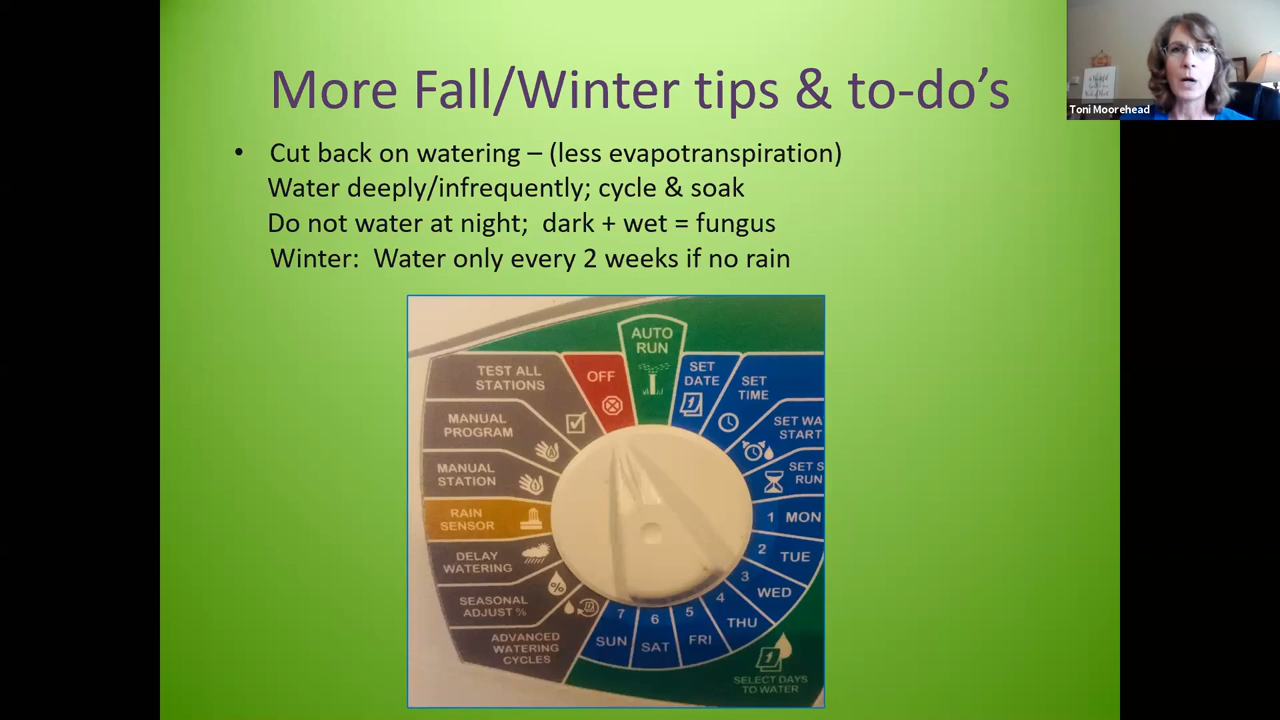 More Fall/Winter tips & to-do’s
Toni Moorehead
• Cut back on watering – (less evapotranspiration)
Water deeply/infrequently; cycle & soak
Do not water at night; dark + wet = fungus
Winter: Water only every 2 weeks if no rain
AUTO
RUN
OFF
TEST ALL
STATIONS
MANUAL
PROGRAM
MANUAL
STATION
RAIN
SENSOR
DELAY
WATERING
SEASONAL
ADJUST %
ADVANCED
WATERING
CYCLES
SET
DATE
SET
TIME
SET WA
START
SET S
RUN
1 MON
2 TUE
3 WED
4 THU
5 FRI
6 SAT
7 SUN
SELECT DAYS
TO WATER